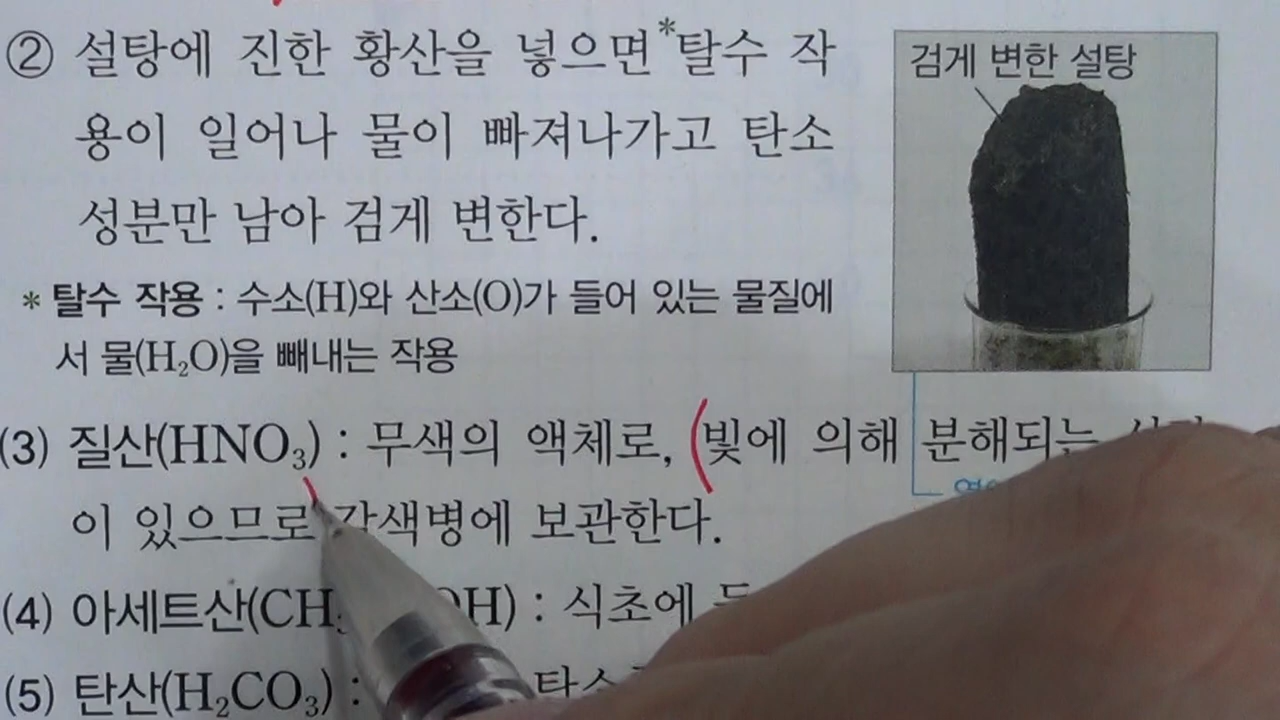 ② 설탕에 진한 황산을 넣으면 *탈수 작
용이 일어나 물이 빠져나가고 탄소
성분만 남아 검게 변한다.
검게 변한 설탕
* 탈수 작용 : 수소(H)와 산소(O)가 들어 있는 물질에
서 물(H₂O)을 빼내는 작용
(3) 질산(HNO₃) : 무색의 액체로, 빛에 의해 분해되는
이 있으므로 갈색병에 보관한다.
(4) 아세트산(CH : 식초에
(5) 탄산(H₂CO₃) :